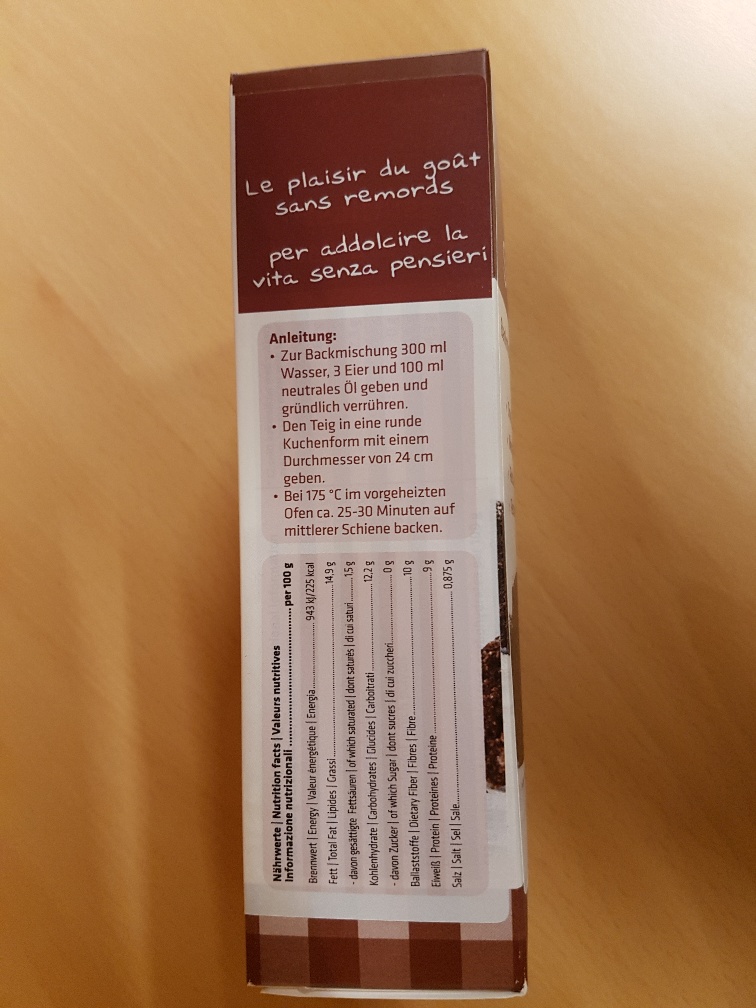 Le plaisir du goût
sans remords
per addolcire la
vita senza pensieri
Anleitung:
• Zur Backmischung 300 ml
Wasser, 3 Eier und 100 ml
neutrales Öl geben und
gründlich verrühren.
• Den Teig in eine runde
Kuchenform mit einem
Durchmesser von 24 cm
geben.
• Bei 175 °C im vorgeheizten
Ofen ca. 25-30 Minuten auf
mittlerer Schiene backen.
Nährwerte | Nutrition facts | Valeurs nutritives
Informazione nutrizionali ........ per 100 g
Brennwert | Energy | Valeur énergétique | Energia ........ 943 kJ/225 kcal
Fett | Total Fat | Lipides | Grassi ........ 14,9 g
- davon gesättigte Fettsäuren | of which saturated | dont saturés | di cui saturi ........ 1,5 g
Kohlenhydrate | Carbohydrates | Glucides | Carboitrati ........ 12,2 g
- davon Zucker | of which Sugar | dont sucres | di cui zuccheri ........ 0 g
Ballaststoffe | Dietary Fiber | Fibres | Fibre ........ 10 g
Eiweiß | Protein | Proteines | Proteine ........ 9 g
Salz | Salt | Sel | Sale ........ 0,875 g